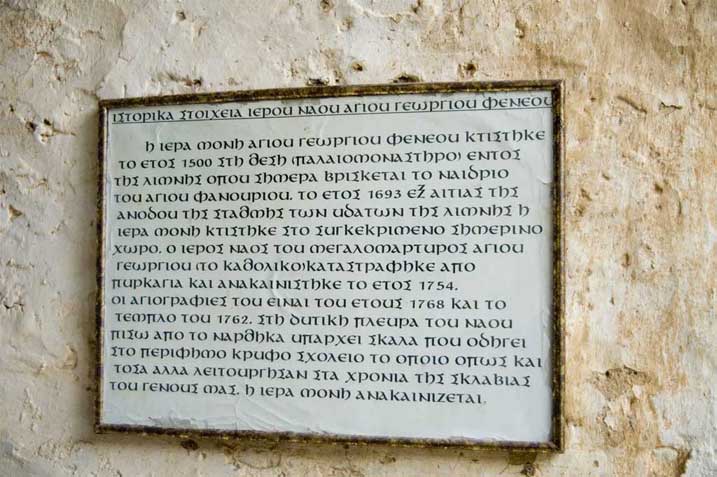 ΙΣΤΟΡΙΚΑ ΣΤΟΙΧΕΙΑ ΙΕΡΟΥ ΝΑΟΥ ΑΓΙΟΥ ΓΕΩΡΓΙΟΥ ΦΕΝΕΟΥ
Η ΙΕΡΑ ΜΟΝΗ ΑΓΙΟΥ ΓΕΩΡΓΙΟΥ ΦΕΝΕΟΥ ΚΤΙΣΤΗΚΕ
ΤΟ ΕΤΟΣ 1500 ΣΤΗ ΘΕΣΗ (ΠΑΛΑΙΟΜΟΝΑΣΤΗΡΟ) ΕΝΤΟΣ
ΤΗΣ ΛΙΜΝΗΣ ΟΠΟΥ ΣΗΜΕΡΑ ΒΡΙΣΚΕΤΑΙ ΤΟ ΝΑΙΔΡΙΟ
ΤΟΥ ΑΓΙΟΥ ΦΑΝΟΥΡΙΟΥ. ΤΟ ΕΤΟΣ 1693 ΕΞ ΑΙΤΙΑΣ ΤΗΣ
ΑΝΟΔΟΥ ΤΗΣ ΣΤΑΘΜΗΣ ΤΩΝ ΥΔΑΤΩΝ ΤΗΣ ΛΙΜΝΗΣ Η
ΙΕΡΑ ΜΟΝΗ ΚΤΙΣΤΗΚΕ ΣΤΟ ΣΥΓΚΕΚΡΙΜΕΝΟ ΣΗΜΕΡΙΝΟ
ΧΩΡΟ. Ο ΙΕΡΟΣ ΝΑΟΣ ΤΟΥ ΜΕΓΑΛΟΜΑΡΤΥΡΟΣ ΑΓΙΟΥ
ΓΕΩΡΓΙΟΥ (ΤΟ ΚΑΘΟΛΙΚΟ) ΚΑΤΑΣΤΡΑΦΗΚΕ ΑΠΟ
ΠΥΡΚΑΓΙΑ ΚΑΙ ΑΝΑΚΑΙΝΙΣΤΗΚΕ ΤΟ ΕΤΟΣ 1754.
ΟΙ ΑΓΙΟΓΡΑΦΙΕΣ ΤΟΥ ΕΙΝΑΙ ΤΟΥ ΕΤΟΥΣ 1768 ΚΑΙ ΤΟ
ΤΕΜΠΛΟ ΤΟΥ 1762. ΣΤΗ ΔΥΤΙΚΗ ΠΛΕΥΡΑ ΤΟΥ ΝΑΟΥ
ΠΙΣΩ ΑΠΟ ΤΟ ΝΑΡΘΗΚΑ ΥΠΑΡΧΕΙ ΣΚΑΛΑ ΠΟΥ ΟΔΗΓΕΙ
ΣΤΟ ΠΕΡΙΦΗΜΟ ΚΡΥΦΟ ΣΧΟΛΕΙΟ ΤΟ ΟΠΟΙΟ ΟΠΩΣ ΚΑΙ
ΤΟΣΑ ΑΛΛΑ ΛΕΙΤΟΥΡΓΗΣΑΝ ΣΤΑ ΧΡΟΝΙΑ ΤΗΣ ΣΚΛΑΒΙΑΣ
ΤΟΥ ΓΕΝΟΥΣ ΜΑΣ. Η ΙΕΡΑ ΜΟΝΗ ΑΝΑΚΑΙΝΙΖΕΤΑΙ.